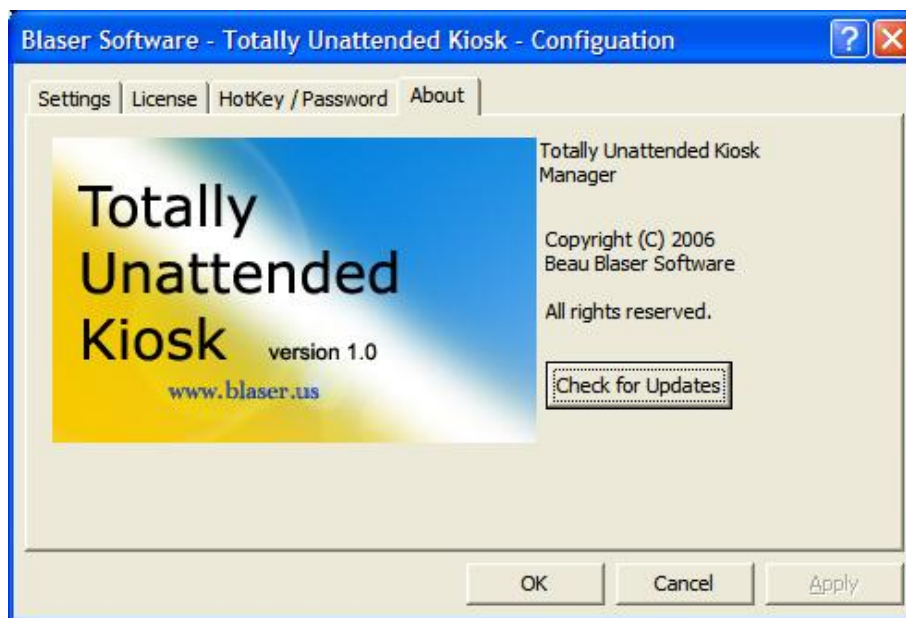 Blaser Software - Totally Unattended Kiosk - Configuation
Settings
License
HotKey / Password
About
Totally
Unattended
Kiosk version 1.0
www.blaser.us
Totally Unattended Kiosk
Manager
Copyright (C) 2006
Beau Blaser Software
All rights reserved.
Check for Updates
OK
Cancel
Apply